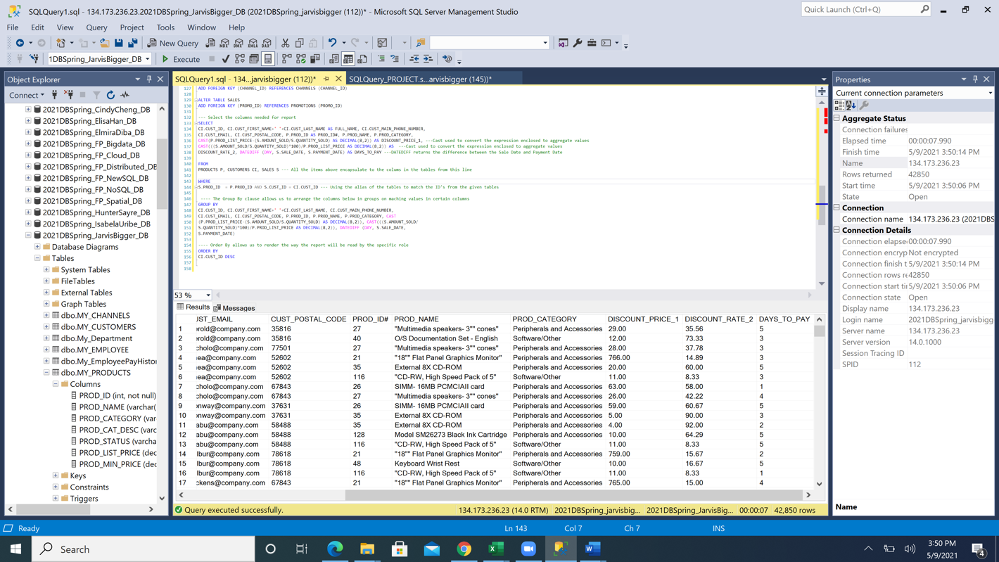 SQLQuery1.sql - 134.173.236.23.2021DBSpring_JarvisBigger_DB (2021DBSpring_jarvisbigger (112))* - Microsoft SQL Server Management Studio
Quick Launch (Ctrl+Q)
File Edit View Query Project Tools Window Help
New Query
MDX DMX XMLA DAX
1DBSpring_JarvisBigger_DB
Execute
Object Explorer
Connect
2021DBSpring_CindyCheng_DB
2021DBSpring_ElisaHan_DB
2021DBSpring_ElmiraDiba_DB
2021DBSpring_FP_Bigdata_DB
2021DBSpring_FP_Cloud_DB
2021DBSpring_FP_Distributed_DB
2021DBSpring_FP_NewSQL_DB
2021DBSpring_FP_NoSQL_DB
2021DBSpring_FP_Spatial_DB
2021DBSpring_HunterSayre_DB
2021DBSpring_IsabelaUribe_DB
2021DBSpring_JarvisBigger_DB
Database Diagrams
Tables
System Tables
FileTables
External Tables
Graph Tables
dbo.MY_CHANNELS
dbo.MY_CUSTOMERS
dbo.My_Department
dbo.MY_EMPLOYEE
dbo.My_EmployeePayHistor
dbo.MY_PRODUCTS
Columns
PROD_ID (int, not null)
PROD_NAME (varchar(
PROD_CATEGORY (var
PROD_CAT_DESC (varc
PROD_STATUS (varcha
PROD_LIST_PRICE (dec
PROD_MIN_PRICE (dec
Keys
Constraints
Triggers
SQLQuery1.sql - 134...jarvisbigger (112))*
SQLQuery_PROJECT.s...arvisbigger (145))*
127 ADD FOREIGN KEY (CHANNEL_ID) REFERENCES CHANNELS (CHANNEL_ID)
128
129 ALTER TABLE SALES
130 ADD FOREIGN KEY (PROMO_ID) REFERENCES PROMOTIONS (PROMO_ID)
131
132 --- Select the columns needed for report
133 SELECT
134 CI.CUST_ID, CI.CUST_FIRST_NAME+' '+CI.CUST_LAST_NAME AS FULL_NAME, CI.CUST_MAIN_PHONE_NUMBER,
135 CI.CUST_EMAIL, CI.CUST_POSTAL_CODE, P.PROD_ID AS PROD_ID#, P.PROD_NAME, P.PROD_CATEGORY,
136 CAST(P.PROD_LIST_PRICE-(S.AMOUNT_SOLD/S.QUANTITY_SOLD) AS DECIMAL(8,2)) AS DISCOUNT_PRICE_1, ---Cast used to convert the expression enclosed to aggregate values
137 CAST(((S.AMOUNT_SOLD/S.QUANTITY_SOLD)*100)/P.PROD_LIST_PRICE AS DECIMAL(8,2)) AS ---Cast used to convert the expression enclosed to aggregate values
138 DISCOUNT_RATE_2, DATEDIFF (DAY, S.SALE_DATE, S.PAYMENT_DATE) AS DAYS_TO_PAY ---DATEDIFF returns the difference between the Sale Date and Payment Date
139
140 FROM
141 PRODUCTS P, CUSTOMERS CI, SALES S --- All the items above encapsulate to the colums in the tables from this line
142
143 WHERE
144 S.PROD_ID = P.PROD_ID AND S.CUST_ID = CI.CUST_ID --- Using the alias of the tables to match the ID's from the given tables
145
146 ---- The Group By clause allows us to arrange the columns below in groups on maching values in certain columns
147 GROUP BY
148 CI.CUST_ID, CI.CUST_FIRST_NAME+' '+CI.CUST_LAST_NAME, CI.CUST_MAIN_PHONE_NUMBER,
149 CI.CUST_EMAIL, CI.CUST_POSTAL_CODE, P.PROD_ID, P.PROD_NAME, P.PROD_CATEGORY, CAST
150 (P.PROD_LIST_PRICE-(S.AMOUNT_SOLD/S.QUANTITY_SOLD) AS DECIMAL(8,2)), CAST(((S.AMOUNT_SOLD/
151 S.QUANTITY_SOLD)*100)/P.PROD_LIST_PRICE AS DECIMAL(8,2)), DATEDIFF (DAY, S.SALE_DATE,
152 S.PAYMENT_DATE)
153
154 ---- Order By allows us to render the way the report will be read by the specific role
155 ORDER BY
156 CI.CUST_ID DESC
157
158
53 %
Results Messages
JST_EMAIL CUST_POSTAL_CODE PROD_ID# PROD_NAME PROD_CATEGORY DISCOUNT_PRICE_1 DISCOUNT_RATE_2 DAYS_TO_PAY
1 rold@company.com 35816 27 "Multimedia speakers- 3"" cones" Peripherals and Accessories 29.00 35.56 5
2 rold@company.com 35816 40 O/S Documentation Set - English Software/Other 12.00 73.33 3
3 cholo@company.com 77501 27 "Multimedia speakers- 3"" cones" Peripherals and Accessories 28.00 37.78 3
4 nea@company.com 52602 21 "18"" Flat Panel Graphics Monitor" Peripherals and Accessories 766.00 14.89 3
5 nea@company.com 52602 35 External 8X CD-ROM Peripherals and Accessories 20.00 60.00 5
6 nea@company.com 52602 116 "CD-RW, High Speed Pack of 5" Software/Other 11.00 8.33 3
7 cholo@company.com 67843 26 SIMM- 16MB PCMCIAII card Peripherals and Accessories 63.00 58.00 1
8 cholo@company.com 67843 27 "Multimedia speakers- 3"" cones" Peripherals and Accessories 26.00 42.22 4
9 nway@company.com 37631 26 SIMM- 16MB PCMCIAII card Peripherals and Accessories 59.00 60.67 5
10 nway@company.com 37631 35 External 8X CD-ROM Peripherals and Accessories 5.00 90.00 3
11 abu@company.com 58488 35 External 8X CD-ROM Peripherals and Accessories 4.00 92.00 2
12 abu@company.com 58488 128 Model SM26273 Black Ink Cartridge Peripherals and Accessories 10.00 64.29 5
13 abu@company.com 58488 116 "CD-RW, High Speed Pack of 5" Software/Other 11.00 8.33 5
14 lbur@company.com 78618 21 "18"" Flat Panel Graphics Monitor" Peripherals and Accessories 759.00 15.67 2
15 lbur@company.com 78618 48 Keyboard Wrist Rest Software/Other 10.00 16.67 5
16 lbur@company.com 78618 116 "CD-RW, High Speed Pack of 5" Software/Other 11.00 8.33 1
17 ckens@company.com 67843 21 "18"" Flat Panel Graphics Monitor" Peripherals and Accessories 765.00 15.00 4
Query executed successfully. 134.173.236.23 (14.0 RTM) 2021DBSpring_jarvisbig... 2021DBSpring_JarvisBig... 00:00:07 42,850 rows
Properties
Current connection parameters
Aggregate Status
Connection failures
Elapsed time 00:00:07.990
Finish time 5/9/2021 3:50:14 PM
Name 134.173.236.23
Rows returned 42850
Start time 5/9/2021 3:50:06 PM
State Open
Connection
Connection name 134.173.236.23 (2021DBS
Connection Details
Connection elapse 00:00:07.990
Connection encryp Not encrypted
Connection finish t 5/9/2021 3:50:14 PM
Connection rows re 42850
Connection start ti 5/9/2021 3:50:06 PM
Connection state Open
Display name 134.173.236.23
Login name 2021DBSpring_jarvisbigg
Server name 134.173.236.23
Server version 14.0.1000
Session Tracing ID
SPID 112
Name
Ready Ln 143 Col 7 Ch 7 INS
Search
3:50 PM
5/9/2021
4